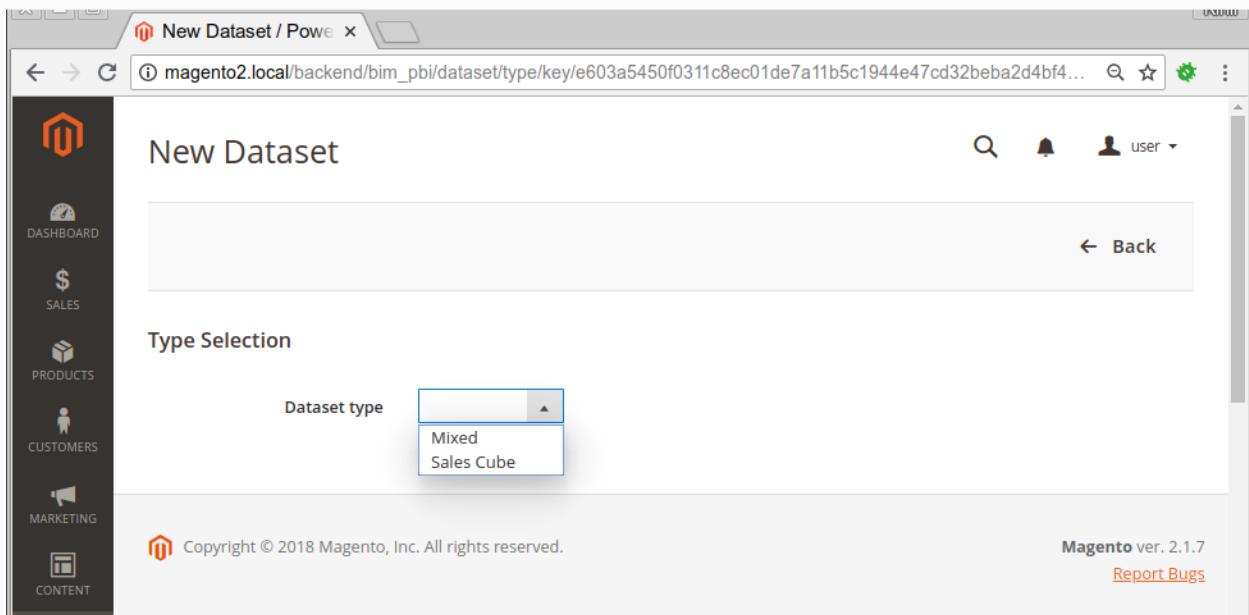 New Dataset / Powe
magento2.local/backend/bim_pbi/dataset/type/key/e603a5450f0311c8ec01de7a11b5c1944e47cd32beba2d4bf4...
New Dataset
user
DASHBOARD
Back
SALES
Type Selection
PRODUCTS
Dataset type
Mixed
CUSTOMERS
Sales Cube
MARKETING
Copyright © 2018 Magento, Inc. All rights reserved.
Magento ver. 2.1.7
Report Bugs
CONTENT